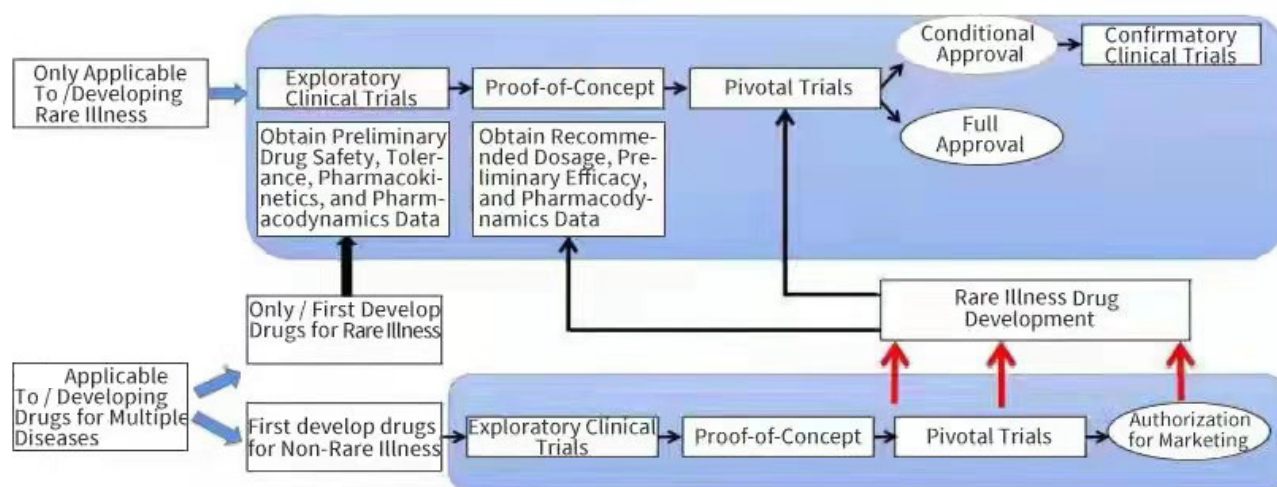 Only Applicable
To /Developing
Rare Illness
Exploratory
Clinical Trials
Proof-of-Concept
Pivotal Trials
Conditional
Approval
Confirmatory
Clinical Trials
Full
Approval
Obtain Preliminary
Drug Safety, Toler-
ance, Pharmacoki-
netics, and Pharm-
acodynamics Data
Obtain Recomme-
nded Dosage, Pre-
liminary Efficacy,
and Pharmacody-
namics Data
Only / First Develop
Drugs for Rare Illness
Rare Illness Drug
Development
Applicable
To / Developing
Drugs for Multiple
Diseases
First develop drugs
for Non-Rare Illness
Exploratory Clinical
Trials
Proof-of-Concept
Pivotal Trials
Authorization
for Marketing